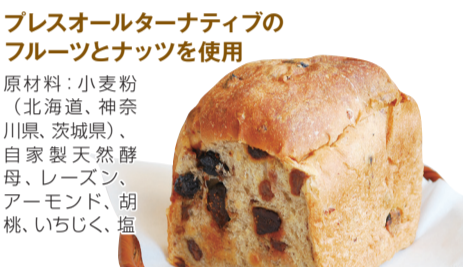 プレスオールターナティブの
フルーツとナッツを使用
原材料：小麦粉
（北海道、神奈
川県、茨城県）、
自家製天然酵
母、レーズン、
アーモンド、胡
桃、いちじく、塩